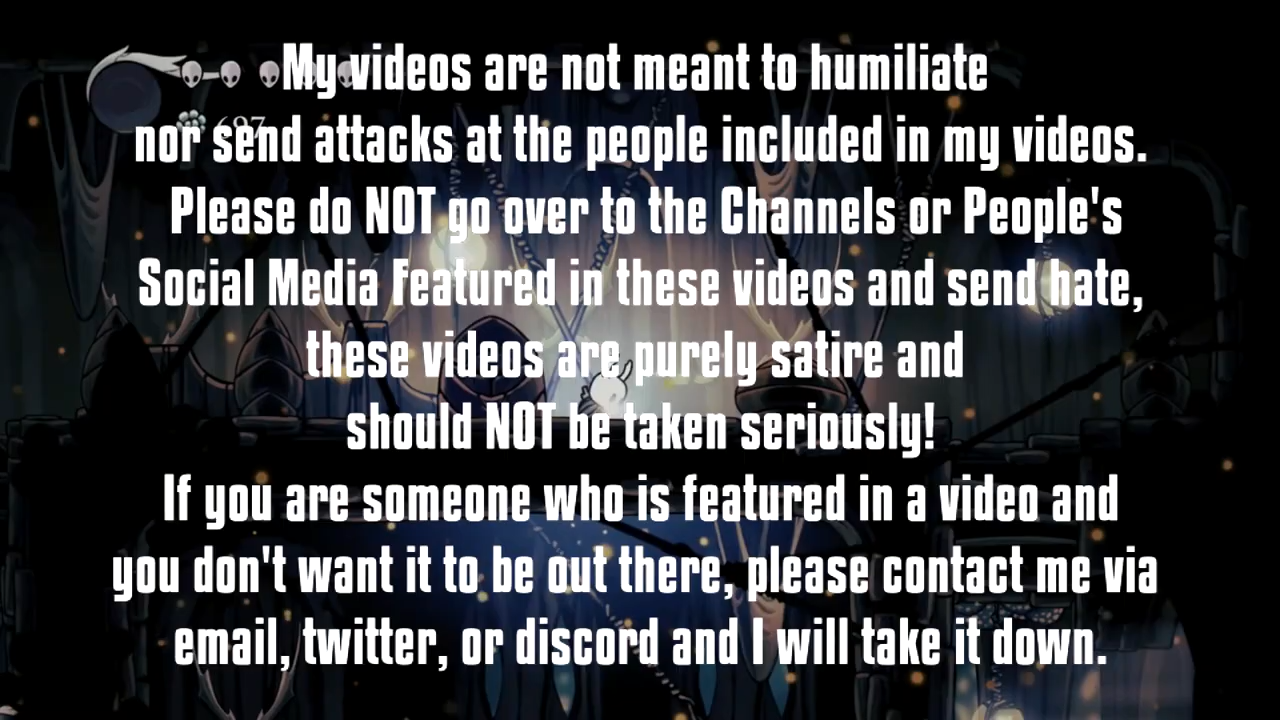 My videos are not meant to humiliate
nor send attacks at the people included in my videos.
Please do NOT go over to the Channels or People's
Social Media Featured in these videos and send hate,
these videos are purely satire and
should NOT be taken seriously!
If you are someone who is featured in a video and
you don't want it to be out there, please contact me via
email, twitter, or discord and I will take it down.